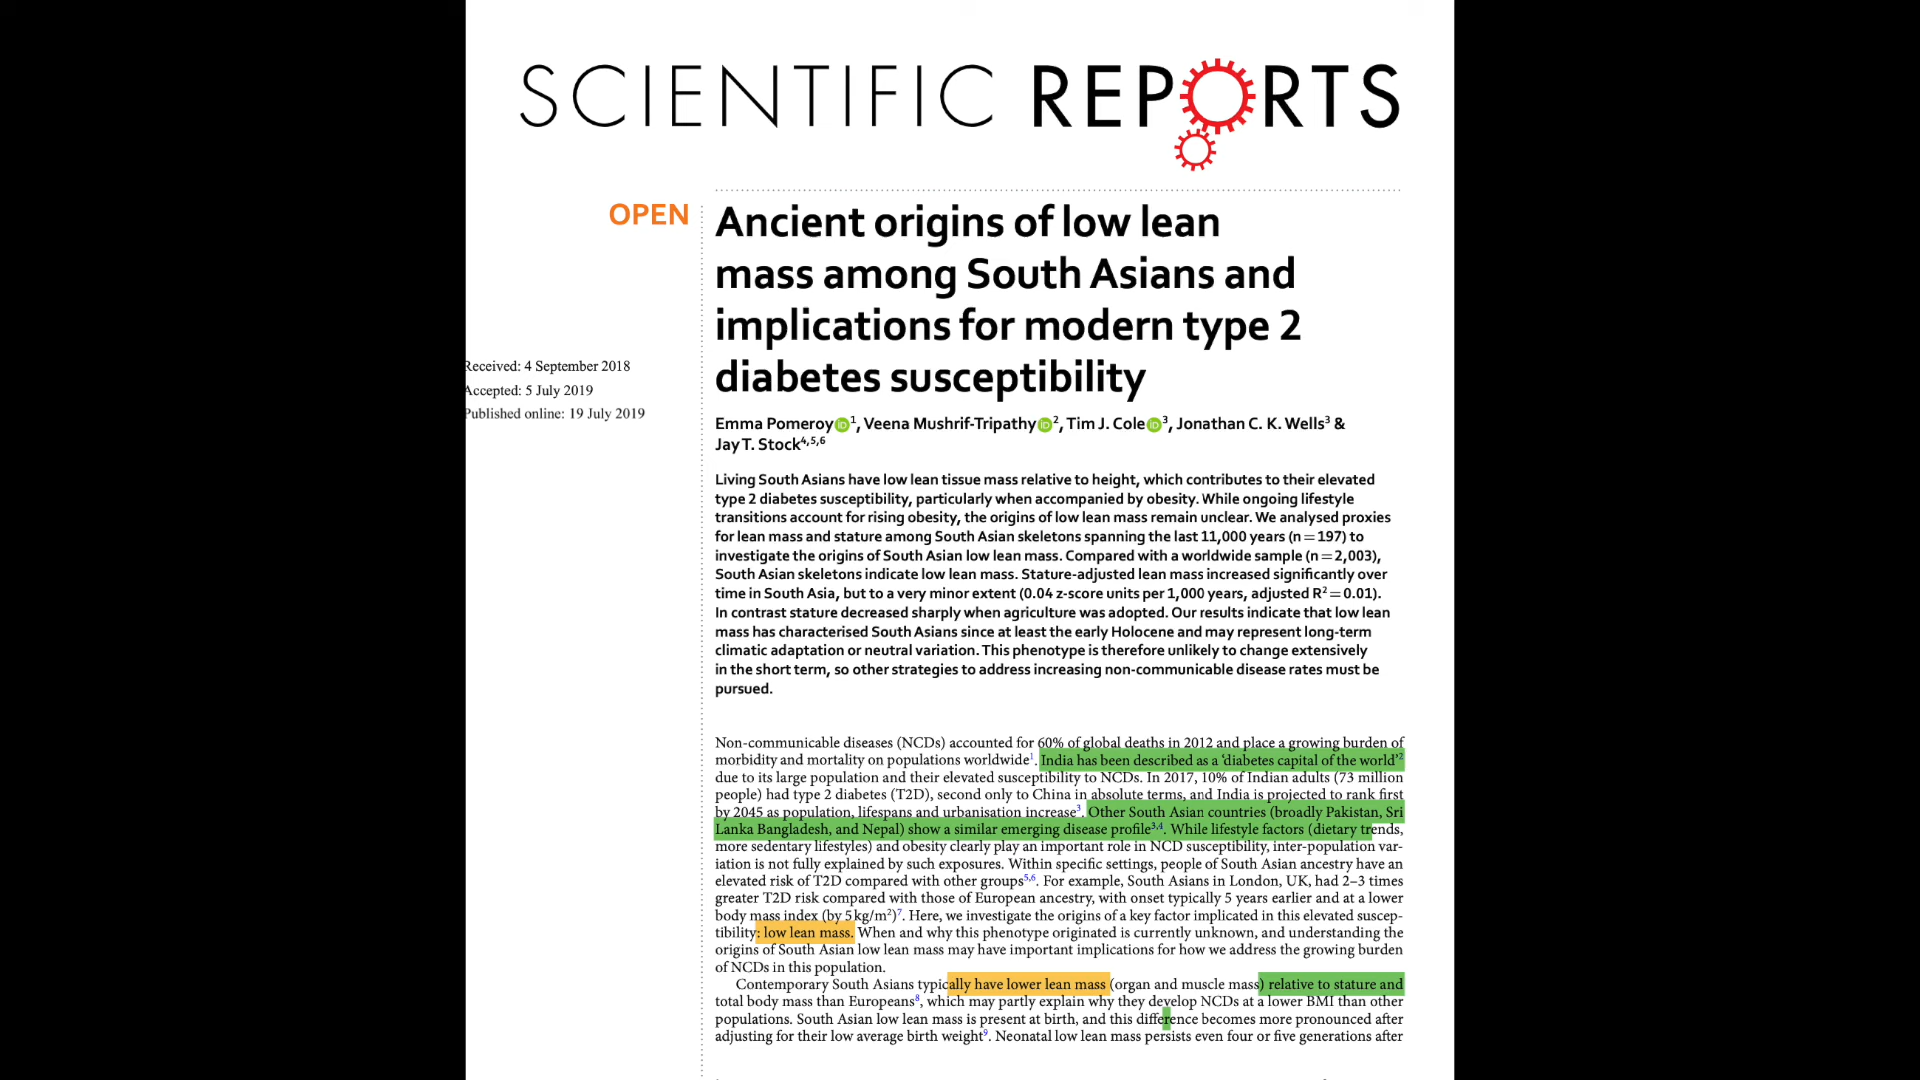 SCIENTIFIC REPORTS
OPEN
Ancient origins of low lean
mass among South Asians and
implications for modern type 2
diabetes susceptibility
Received: 4 September 2018
Accepted: 5 July 2019
Published online: 19 July 2019
Emma Pomeroy1, Veena Mushrif-Tripathy2, Tim J. Cole3, Jonathan C. K. Wells3 &
Jay T. Stock4,5,6
Living South Asians have low lean tissue mass relative to height, which contributes to their elevated
type 2 diabetes susceptibility, particularly when accompanied by obesity. While ongoing lifestyle
transitions account for rising obesity, the origins of low lean mass remain unclear. We analysed proxies
for lean mass and stature among South Asian skeletons spanning the last 11,000 years (n = 197) to
investigate the origins of South Asian low lean mass. Compared with a worldwide sample (n = 2,003),
South Asian skeletons indicate low lean mass. Stature-adjusted lean mass increased significantly over
time in South Asia, but to a very minor extent (0.04 z-score units per 1,000 years, adjusted R2 = 0.01).
In contrast stature decreased sharply when agriculture was adopted. Our results indicate that low lean
mass has characterised South Asians since at least the early Holocene and may represent long-term
climatic adaptation or neutral variation. This phenotype is therefore unlikely to change extensively
in the short term, so other strategies to address increasing non-communicable disease rates must be
pursued.
Non-communicable diseases (NCDs) accounted for 60% of global deaths in 2012 and place a growing burden of
morbidity and mortality on populations worldwide1. India has been described as a ‘diabetes capital of the world’2
due to its large population and their elevated susceptibility to NCDs. In 2017, 10% of Indian adults (73 million
people) had type 2 diabetes (T2D), second only to China in absolute terms, and India is projected to rank first
by 2045 as population, lifespans and urbanisation increase3. Other South Asian countries (broadly Pakistan, Sri
Lanka Bangladesh, and Nepal) show a similar emerging disease profile3,4. While lifestyle factors (dietary trends,
more sedentary lifestyles) and obesity clearly play an important role in NCD susceptibility, inter-population var-
iation is not fully explained by such exposures. Within specific settings, people of South Asian ancestry have an
elevated risk of T2D compared with other groups5,6. For example, South Asians in London, UK, had 2–3 times
greater T2D risk compared with those of European ancestry, with onset typically 5 years earlier and at a lower
body mass index (by 5 kg/m2)7. Here, we investigate the origins of a key factor implicated in this elevated suscep-
tibility: low lean mass. When and why this phenotype originated is currently unknown, and understanding the
origins of South Asian low lean mass may have important implications for how we address the growing burden
of NCDs in this population.
Contemporary South Asians typically have lower lean mass (organ and muscle mass) relative to stature and
total body mass than Europeans8, which may partly explain why they develop NCDs at a lower BMI than other
populations. South Asian low lean mass is present at birth, and this difference becomes more pronounced after
adjusting for their low average birth weight9. Neonatal low lean mass persists even four or five generations after